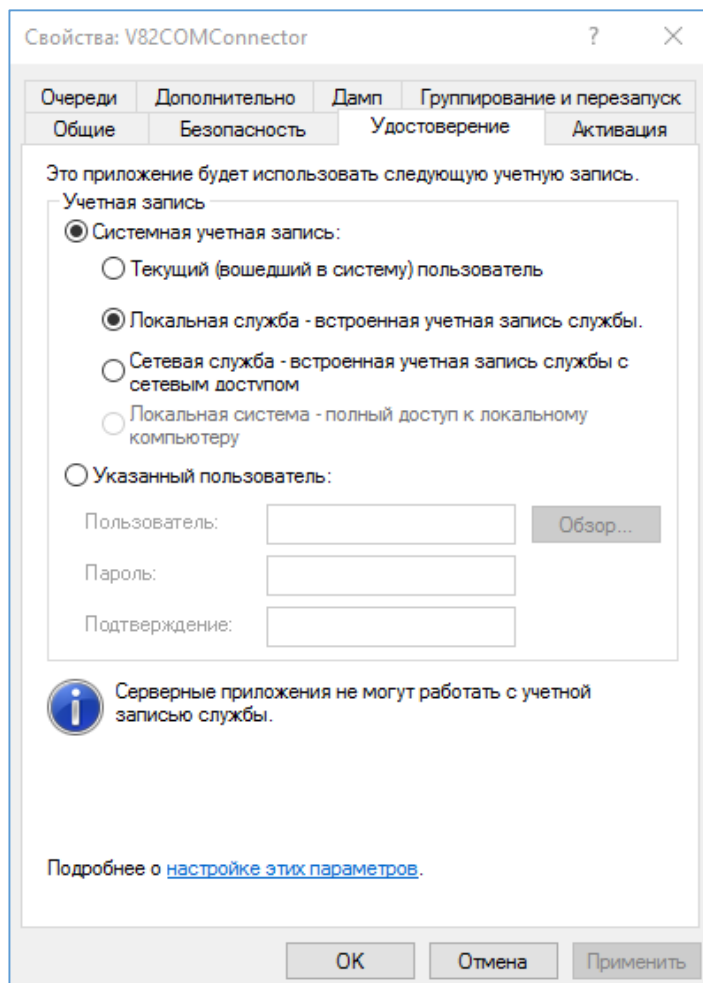 Свойства: V82COMConnector
Очереди Дополнительно Дамп Группирование и перезапуск
Общие Безопасность Удостоверение Активация
Это приложение будет использовать следующую учетную запись.
Учетная запись
Системная учетная запись:
Текущий (вошедший в систему) пользователь
Локальная служба - встроенная учетная запись службы.
Сетевая служба - встроенная учетная запись службы с
сетевым доступом
Локальная система - полный доступ к локальному
компьютеру
Указанный пользователь:
Пользователь:
Обзор...
Пароль:
Подтверждение:
Серверные приложения не могут работать с учетной
записью службы.
Подробнее о настройке этих параметров.
OK Отмена Применить